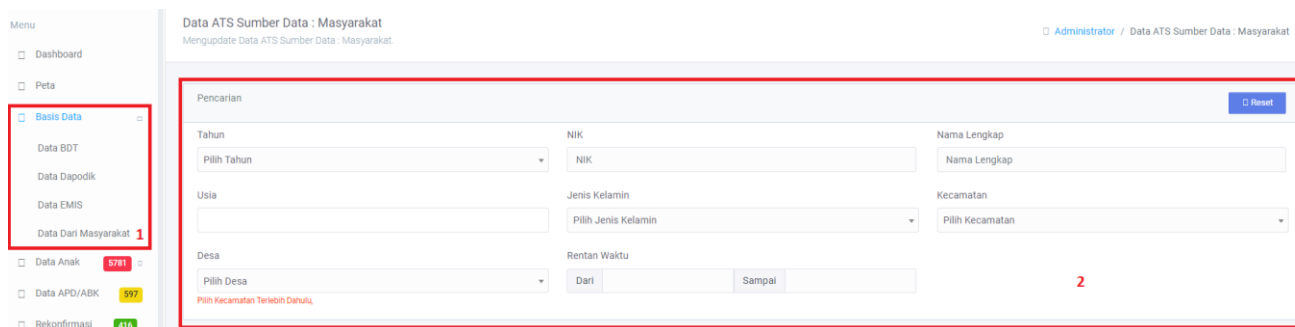 Menu
Dashboard
Peta
Basis Data
Data BDT
Data Dapodik
Data EMIS
Data Dari Masyarakat 1
Data Anak 5781
Data APD/ABK 597
Rekonfirmasi 416
Data ATS Sumber Data : Masyarakat
Mengupdate Data ATS Sumber Data : Masyarakat.
Administrator / Data ATS Sumber Data : Masyarakat
Pencarian
Reset
Tahun NIK Nama Lengkap
Pilih Tahun NIK Nama Lengkap
Usia Jenis Kelamin Kecamatan
Pilih Jenis Kelamin Pilih Kecamatan
Desa Rentan Waktu
Pilih Desa Dari Sampai 2
Pilih Kecamatan Terlebih Dahulu,